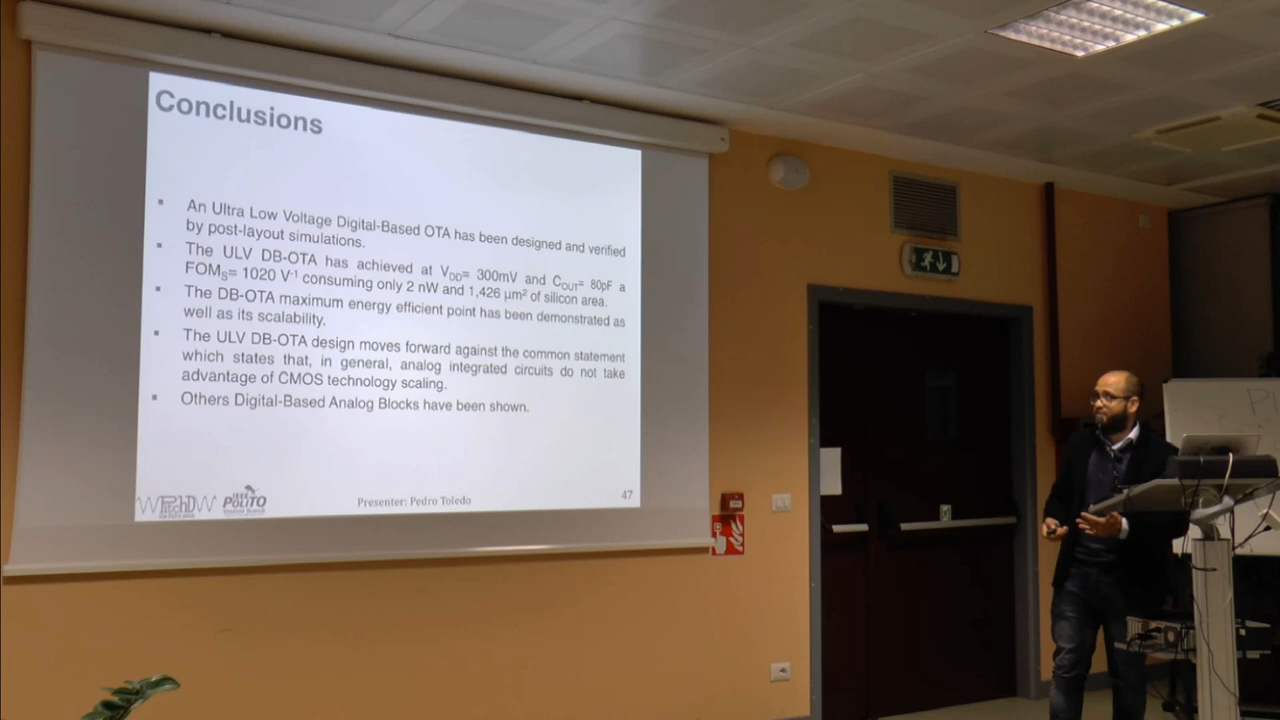 Conclusions
▪ An Ultra Low Voltage Digital-Based OTA has been designed and verified
by post-layout simulations.
▪ The ULV DB-OTA has achieved at VDD= 300mV and COUT= 80pF a
FOMS= 1020 V-1 consuming only 2 nW and 1,426 μm² of silicon area.
▪ The DB-OTA maximum energy efficient point has been demonstrated as
well as its scalability.
▪ The ULV DB-OTA design moves forward against the common statement
which states that, in general, analog integrated circuits do not take
advantage of CMOS technology scaling.
▪ Others Digital-Based Analog Blocks have been shown.
WPitchDW
IEEE
POLITO
Student Branch
Presenter: Pedro Toledo
47